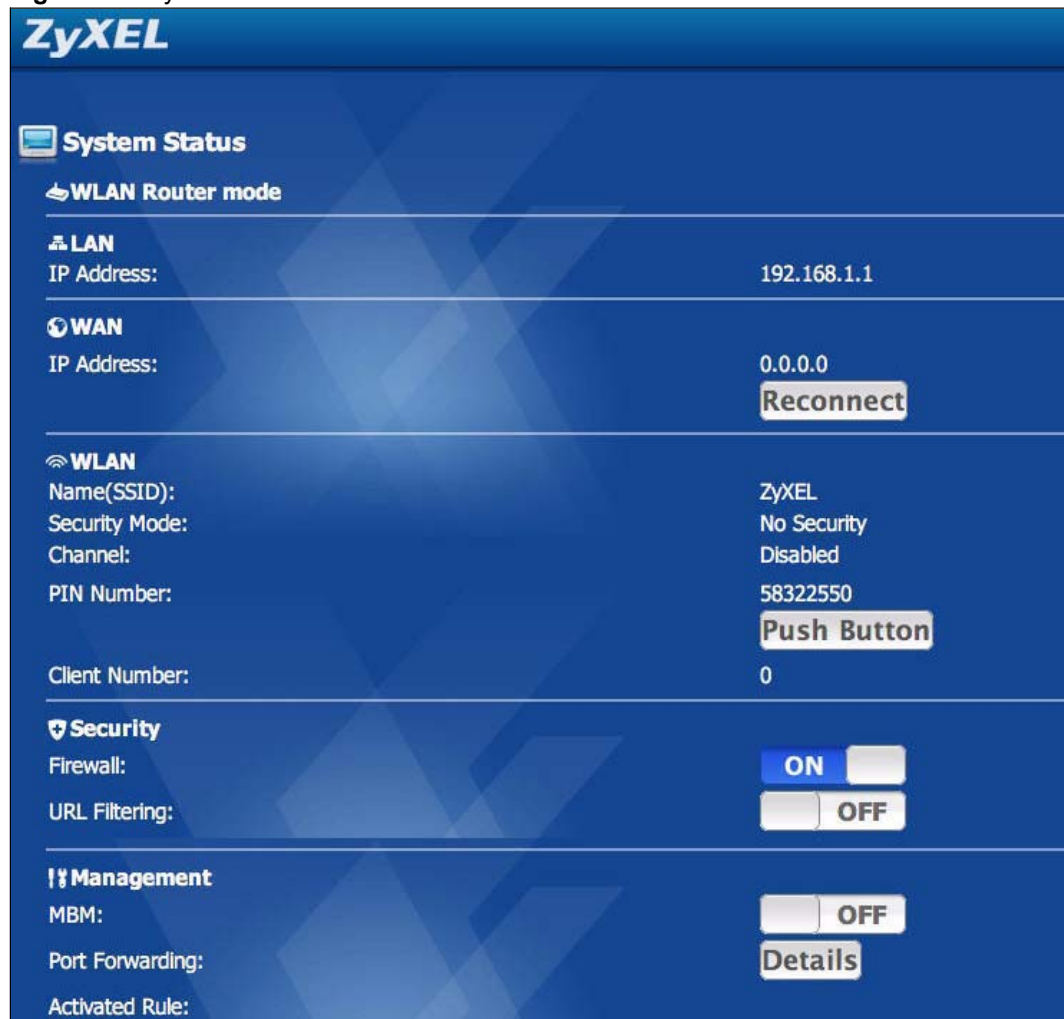 ZyXEL
System Status
WLAN Router mode
LAN
IP Address: 192.168.1.1
WAN
IP Address: 0.0.0.0
Reconnect
WLAN
Name(SSID): ZyXEL
Security Mode: No Security
Channel: Disabled
PIN Number: 58322550
Push Button
Client Number: 0
Security
Firewall: ON
URL Filtering: OFF
Management
MBM: OFF
Port Forwarding: Details
Activated Rule: